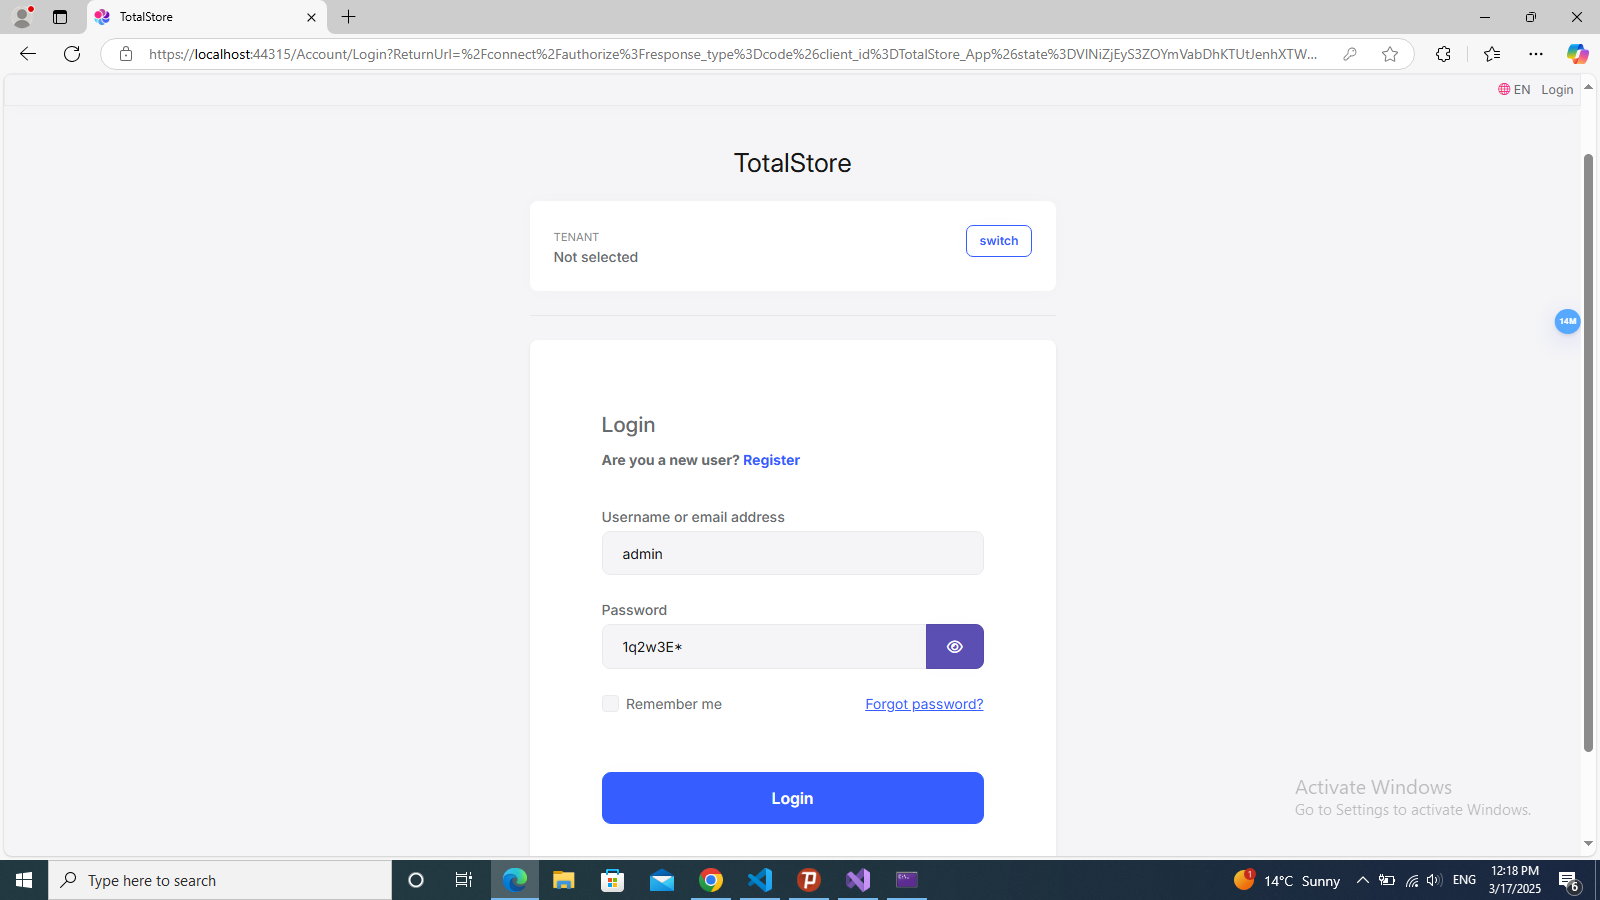 TotalStore
https://localhost:44315/Account/Login?ReturnUrl=%2Fconnect%2Fauthorize%3Fresponse_type%3Dcode%26client_id%3DTotalStore_App%26state%3DVlNiZjEyS3ZOYmVabDhKTUtJenhXTW...
EN Login
TotalStore
TENANT
Not selected
switch
14M
Login
Are you a new user? Register
Username or email address
admin
Password
1q2w3E*
Remember me
Forgot password?
Login
Activate Windows
Go to Settings to activate Windows.
Type here to search
1
14°C Sunny
ENG
12:18 PM
3/17/2025
6